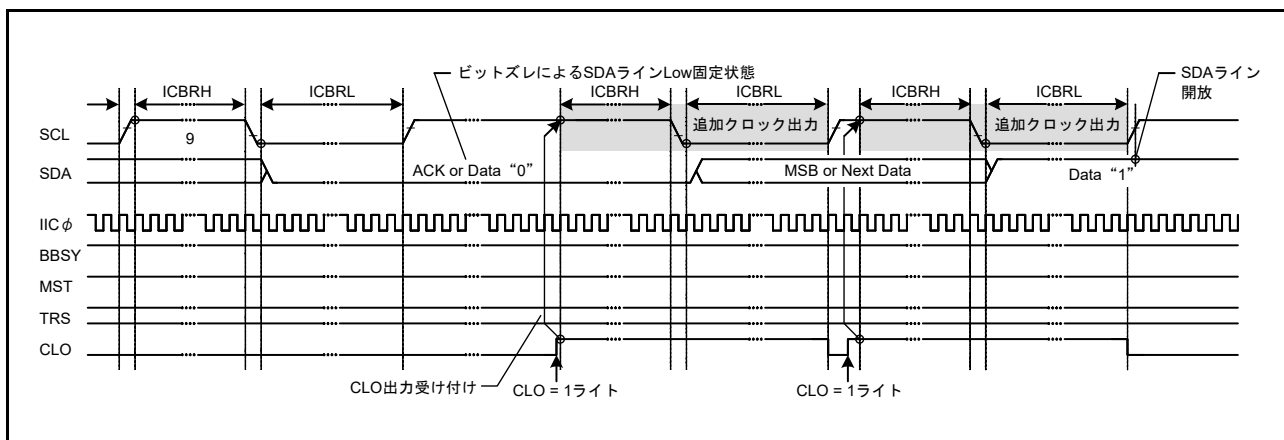 ビットズレによるSDAラインLow固定状態
SDAライン
開放
ICBRH
ICBRL
ICBRH
ICBRL
ICBRH
ICBRL
SCL
9
追加クロック出力
追加クロック出力
SDA
ACK or Data “0”
MSB or Next Data
Data “1”
IICφ
BBSY
MST
TRS
CLO
CLO出力受け付け
CLO = 1ライト
CLO = 1ライト